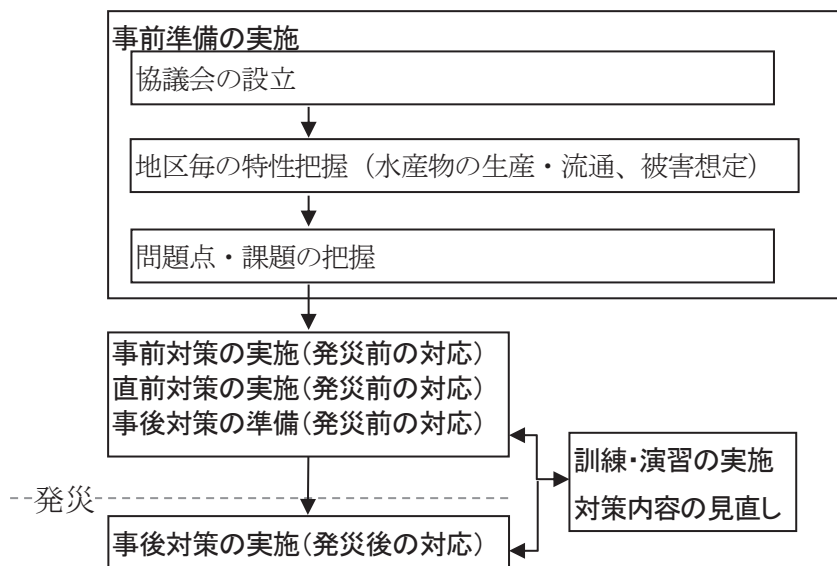 事前準備の実施
協議会の設立
地区毎の特性把握（水産物の生産・流通、被害想定）
問題点・課題の把握
事前対策の実施（発災前の対応）
直前対策の実施（発災前の対応）
事後対策の準備（発災前の対応）
訓練・演習の実施
対策内容の見直し
発災
事後対策の実施（発災後の対応）